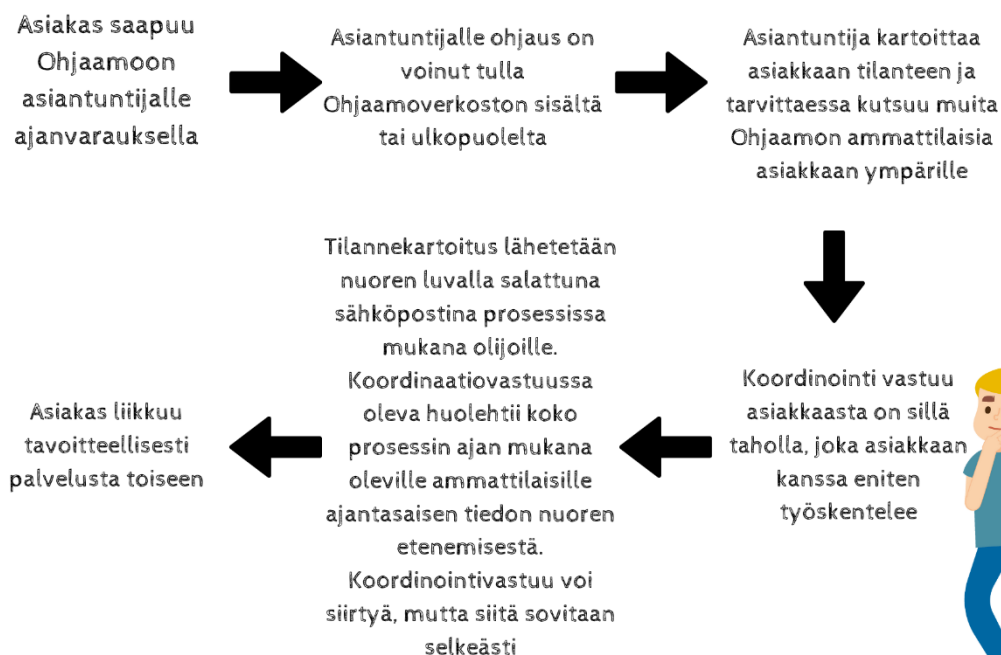 Asiakas saapuu
Ohjaamoon
asiantuntijalle
ajanvarauksella
Asiantuntijalle ohjaus on
voinut tulla
Ohjaamoverkoston sisältä
tai ulkopuolelta
Asiantuntija kartoittaa
asiakkaan tilanteen ja
tarvittaessa kutsuu muita
Ohjaamon ammattilaisia
asiakkaan ympärille
Koordinointi vastuu
asiakkaasta on sillä
taholla, joka asiakkaan
kanssa eniten
työskentelee
Tilannekartoitus lähetetään
nuoren luvalla salattuna
sähköpostina prosessissa
mukana olijoille.
Koordinaatiovastuussa
oleva huolehtii koko
prosessin ajan mukana
oleville ammattilaisille
ajantasaisen tiedon nuoren
etenemisestä.
Koordinointivastuu voi
siirtyä, mutta siitä sovitaan
selkeästi
Asiakas liikkuu
tavoitteellisesti
palvelusta toiseen